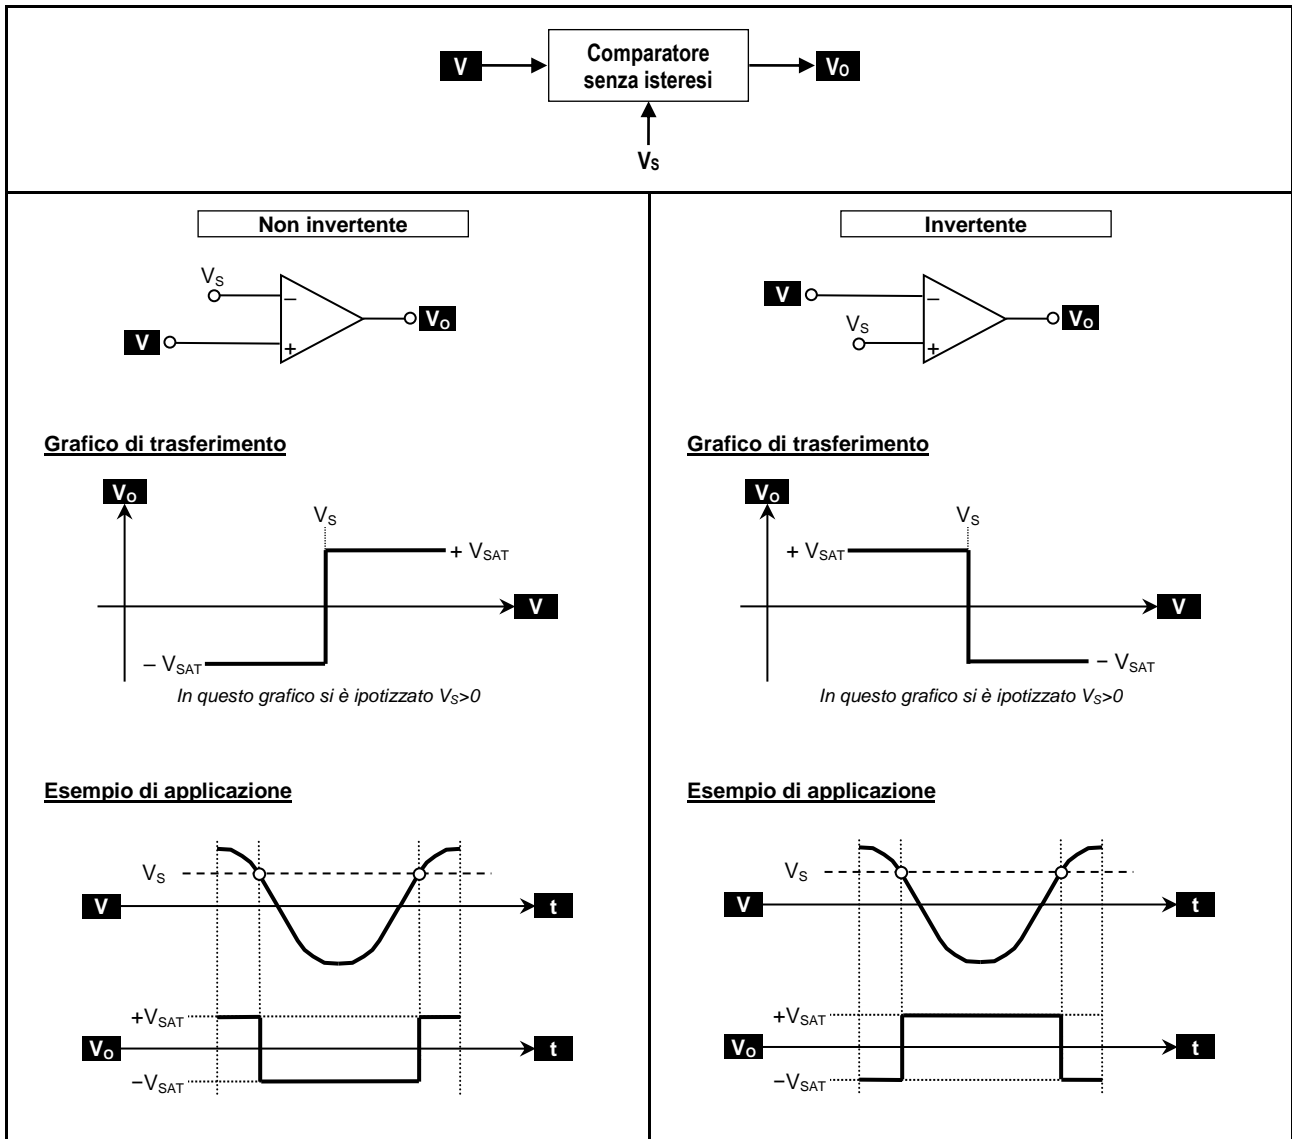 V
Comparatore
senza isteresi
VO
VS
Non invertente
VS
−
V
+
VO
Grafico di trasferimento
VO
VS
+ VSAT
V
− VSAT
In questo grafico si è ipotizzato VS>0
Esempio di applicazione
VS
V
t
+VSAT
VO
t
−VSAT
Invertente
V
−
VS
+
VO
Grafico di trasferimento
VO
VS
+ VSAT
V
− VSAT
In questo grafico si è ipotizzato VS>0
Esempio di applicazione
VS
V
t
+VSAT
VO
t
−VSAT